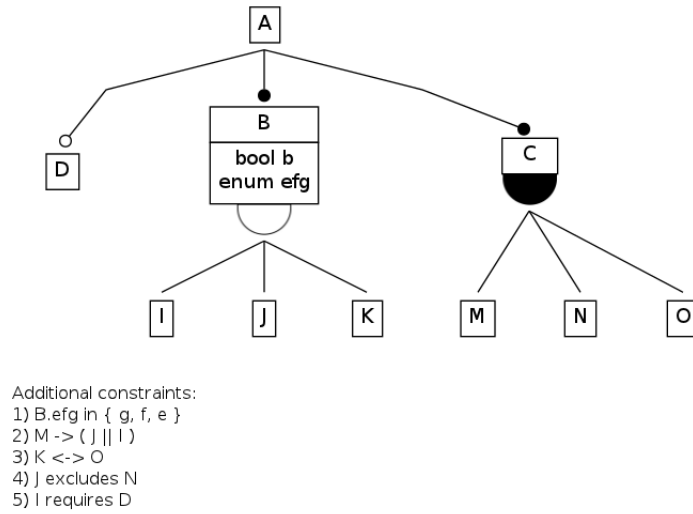 A
B
bool b
enum efg
C
D
I
J
K
M
N
O
Additional constraints:
1) B.efg in { g, f, e }
2) M -> ( J || I )
3) K <-> O
4) J excludes N
5) I requires D